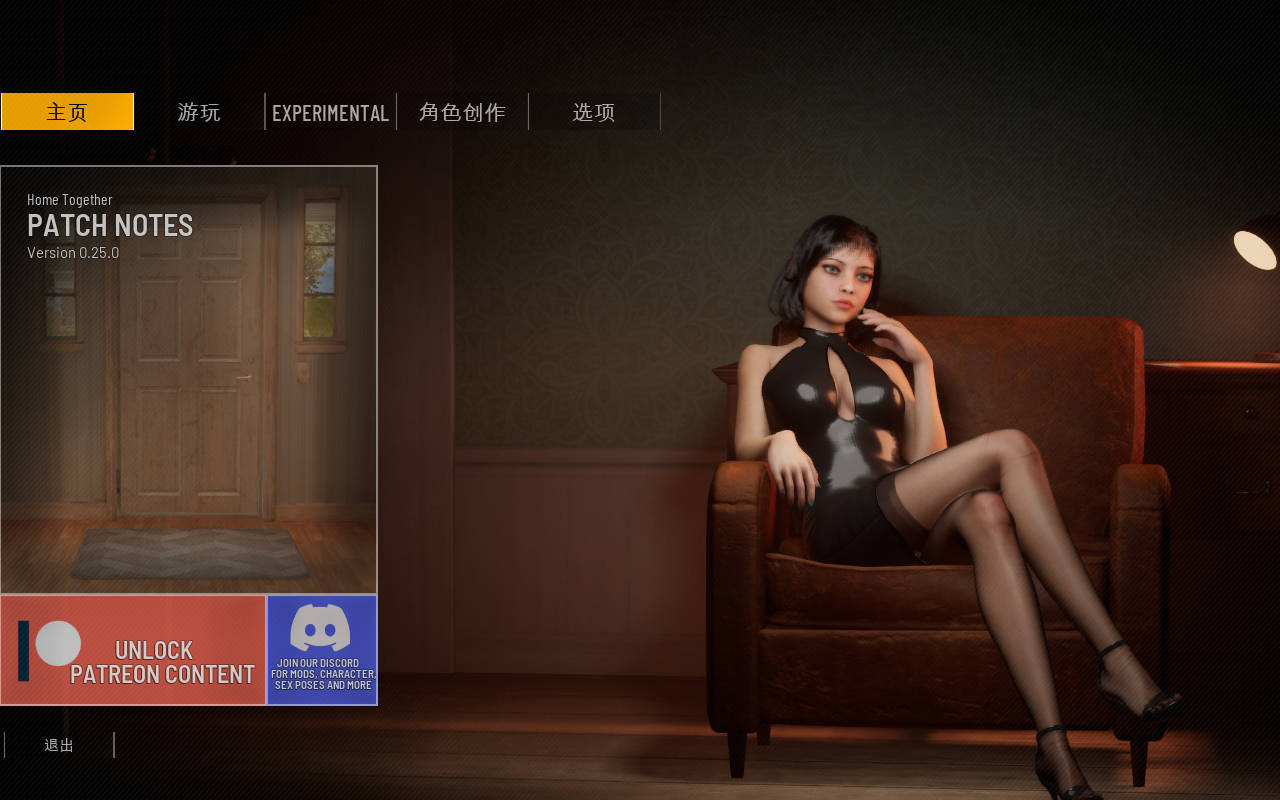 主页
游玩
EXPERIMENTAL
角色创作
选项
Home Together
PATCH NOTES
Version 0.25.0
UNLOCK
PATREON CONTENT
JOIN OUR DISCORD
FOR MODS, CHARACTER,
SEX POSES AND MORE
退出